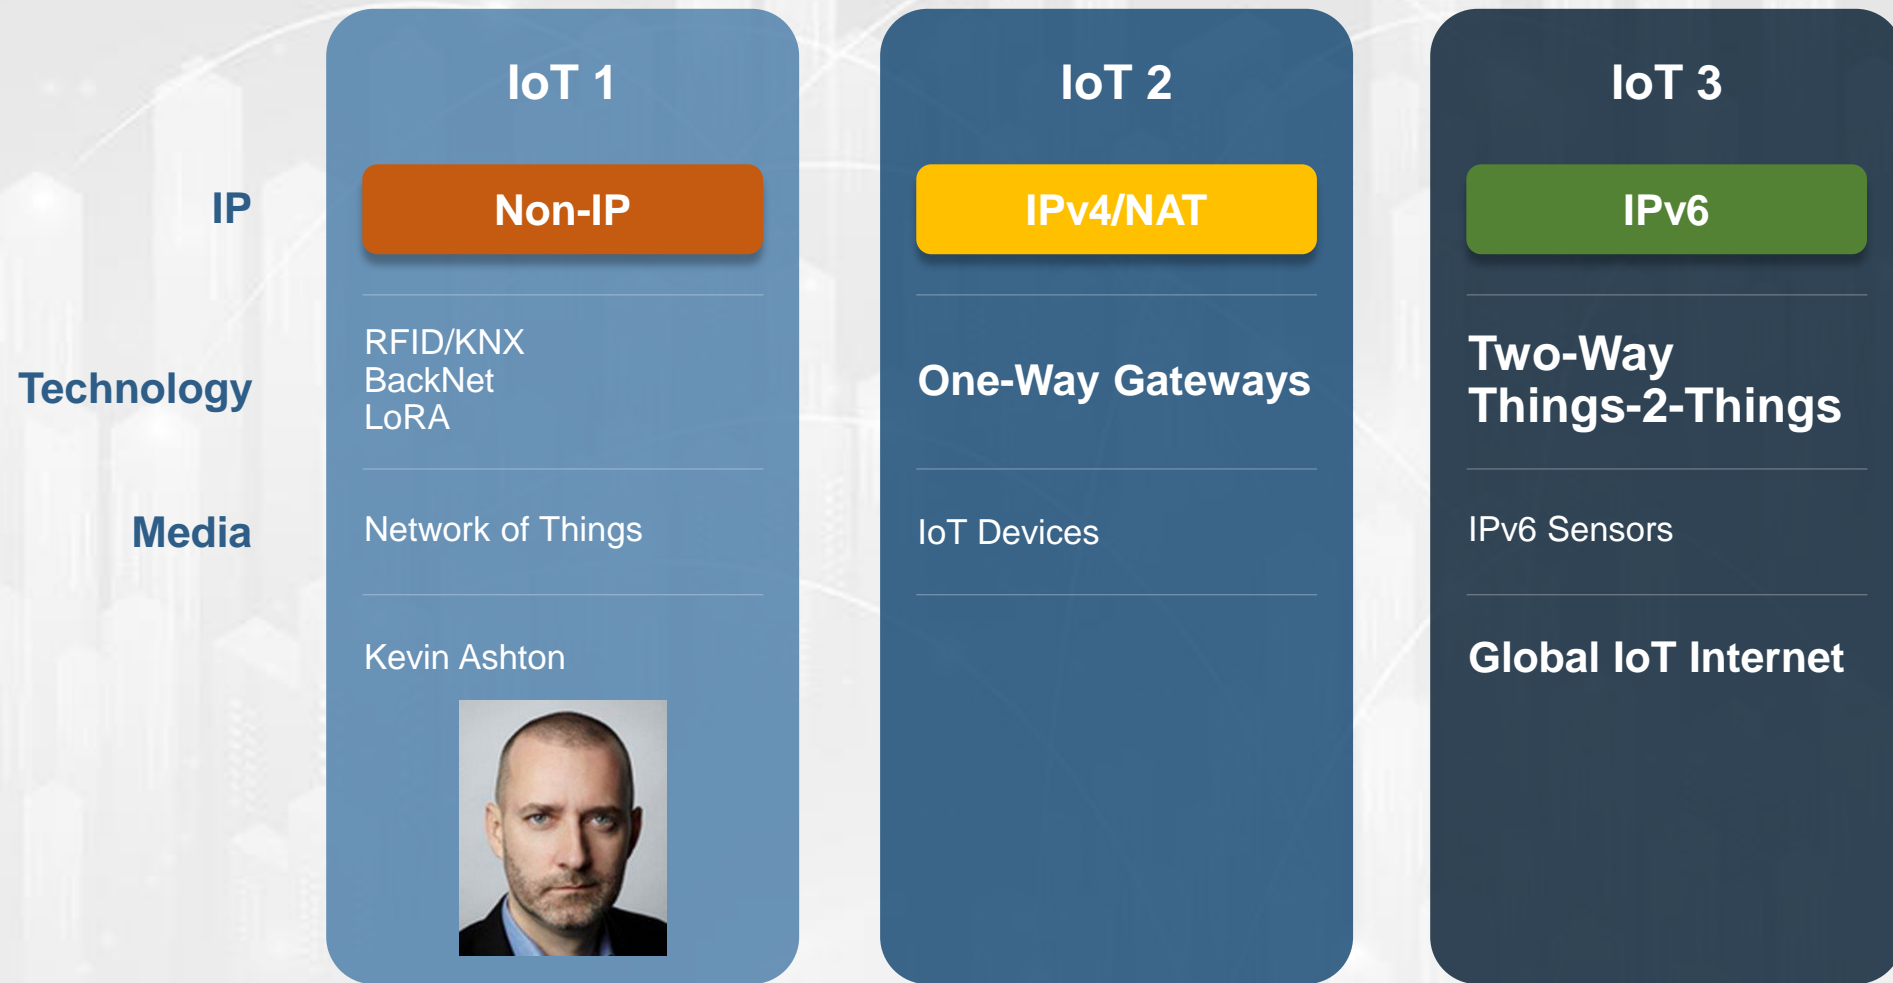 IoT 1
IoT 2
IoT 3
IP
Non-IP
IPv4/NAT
IPv6
Technology
RFID/KNX
BackNet
LoRA
One-Way Gateways
Two-Way
Things-2-Things
Media
Network of Things
IoT Devices
IPv6 Sensors
Kevin Ashton
Global IoT Internet